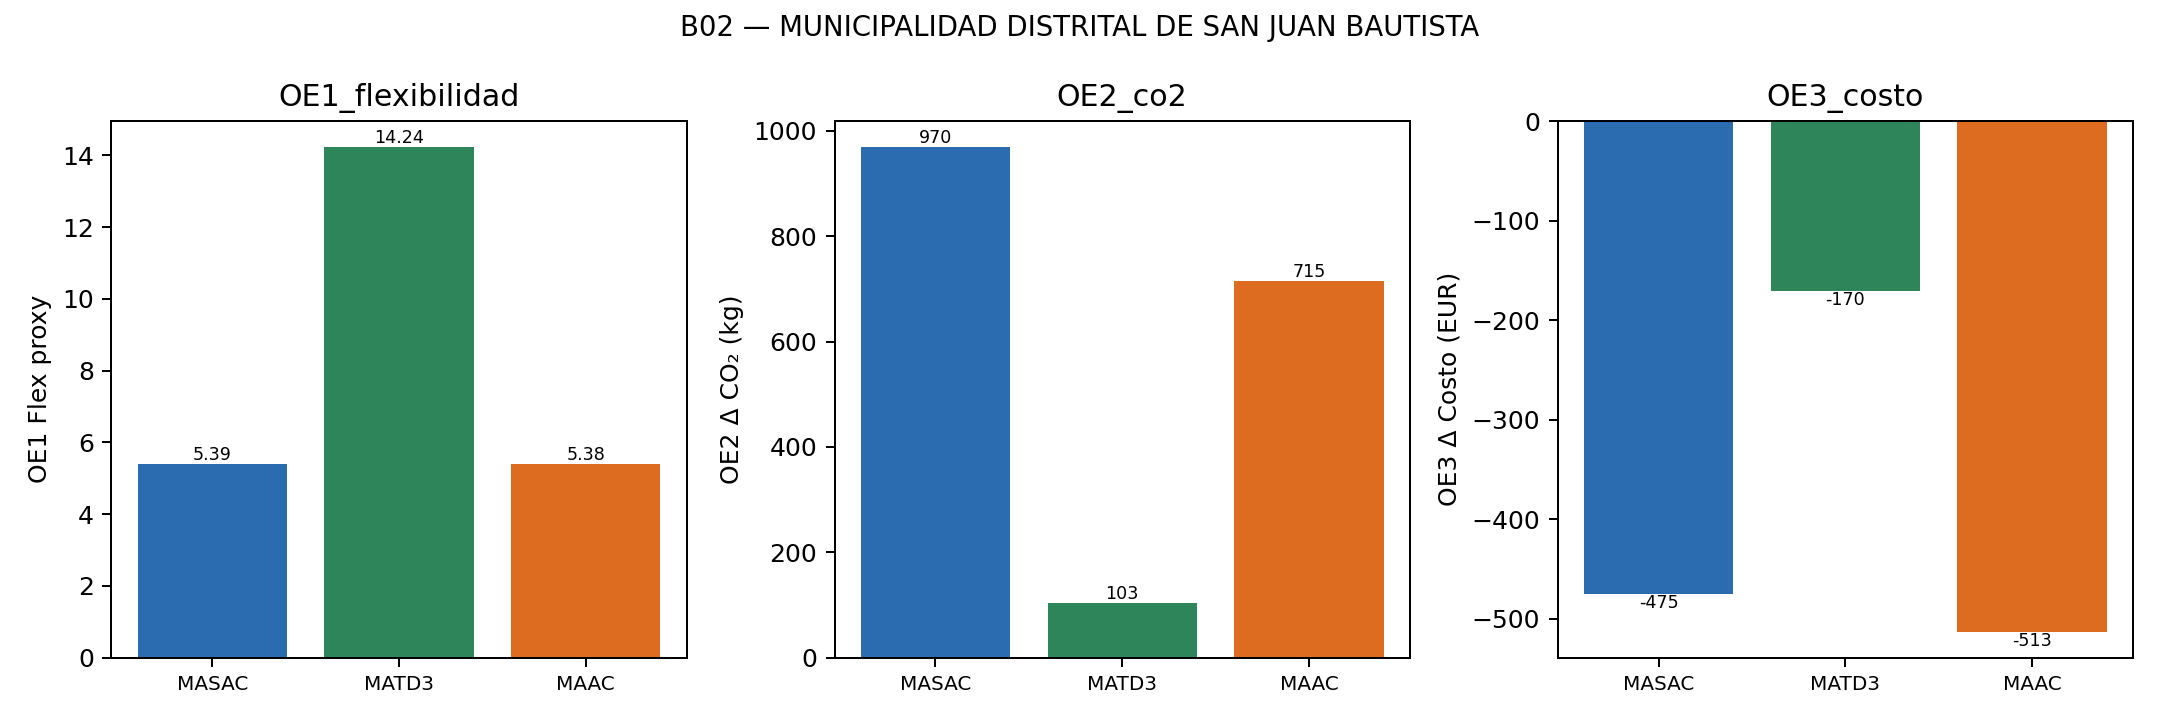 B02 — MUNICIPALIDAD DISTRITAL DE SAN JUAN BAUTISTA
OE1_flexibilidad
OE1 Flex proxy
14
12
10
8
6
4
2
0
5.39
14.24
5.38
MASAC MATD3 MAAC
OE2_co2
OE2 Δ CO₂ (kg)
1000
800
600
400
200
0
970
103
715
MASAC MATD3 MAAC
OE3_costo
OE3 Δ Costo (EUR)
0
−100
−200
−300
−400
−500
-475
-170
-513
MASAC MATD3 MAAC